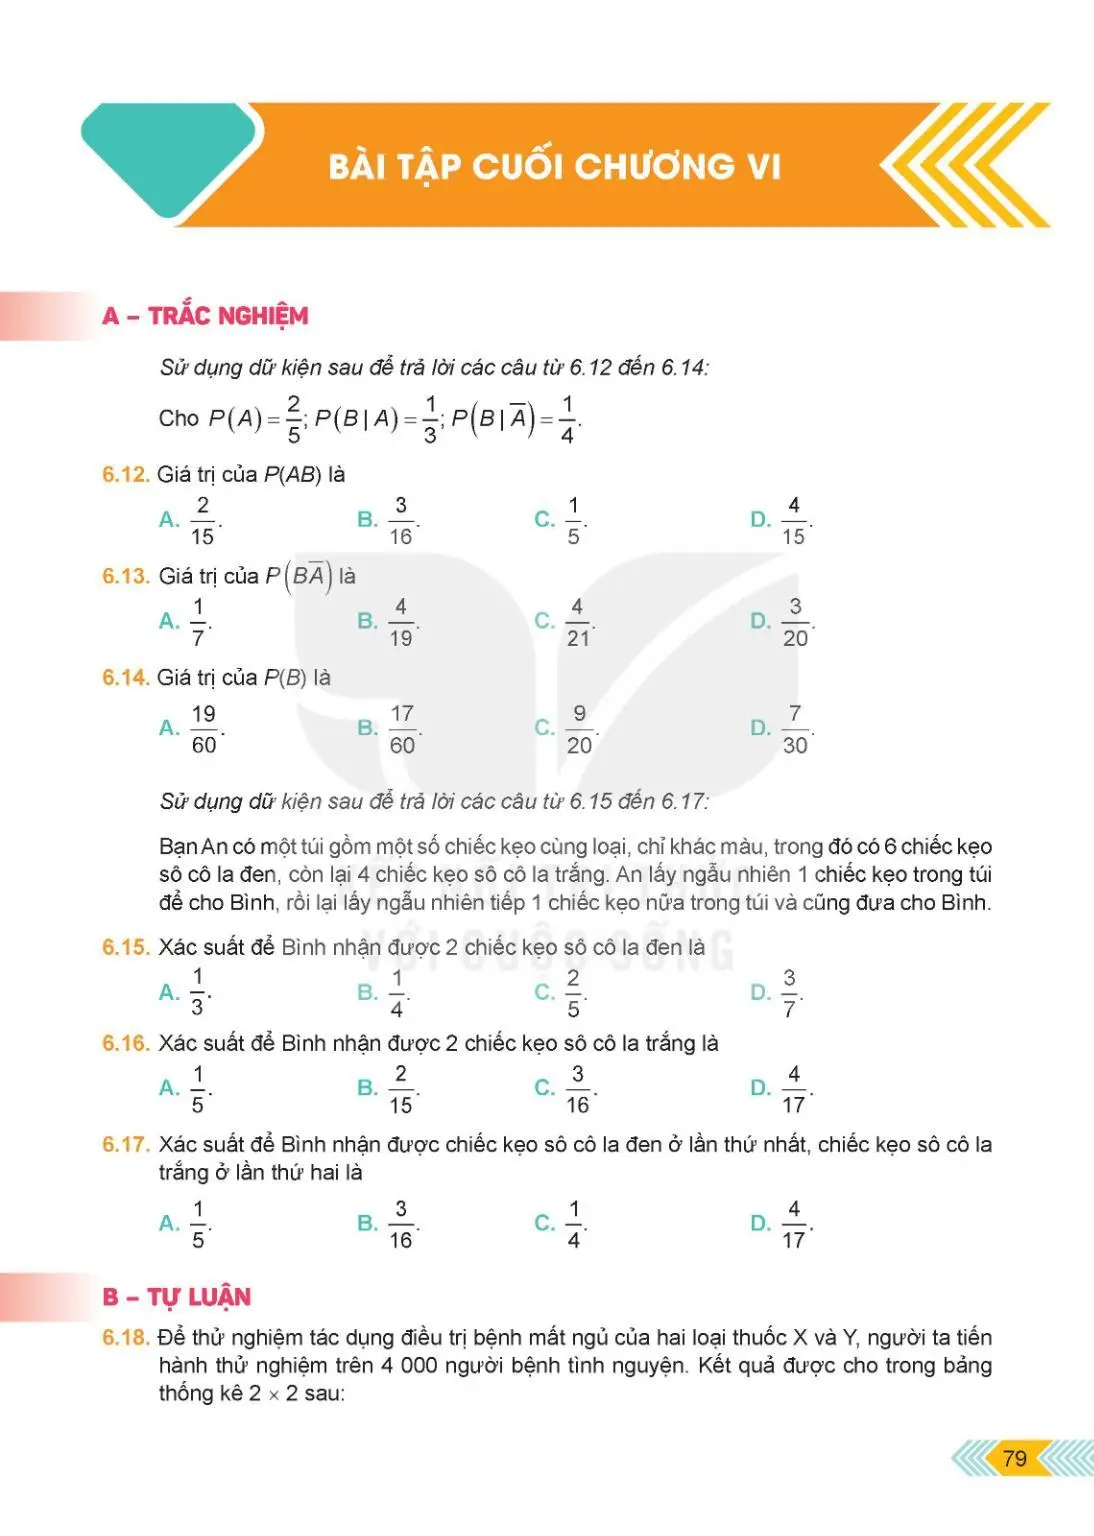 BÀI TẬP CUỐI CHƯƠNG VI
A – TRẮC NGHIỆM
Sử dụng dữ kiện sau để trả lời các câu từ 6.12 đến 6.14:
Cho P(A) = 2/5; P(B | A) = 1/3; P(B | A̅) = 1/4.
6.12. Giá trị của P(AB) là
A. 2/15. B. 3/16. C. 1/5. D. 4/15.
6.13. Giá trị của P(BA̅) là
A. 1/7. B. 4/19. C. 4/21. D. 3/20.
6.14. Giá trị của P(B) là
A. 19/60. B. 17/60. C. 9/20. D. 7/30.
Sử dụng dữ kiện sau để trả lời các câu từ 6.15 đến 6.17:
Bạn An có một túi gồm một số chiếc kẹo cùng loại, chỉ khác màu, trong đó có 6 chiếc kẹo
sô cô la đen, còn lại 4 chiếc kẹo sô cô la trắng. An lấy ngẫu nhiên 1 chiếc kẹo trong túi
để cho Bình, rồi lại lấy ngẫu nhiên tiếp 1 chiếc kẹo nữa trong túi và cũng đưa cho Bình.
KẾT NỐI TRI THỨC
VỚI CUỘC SỐNG
6.15. Xác suất để Bình nhận được 2 chiếc kẹo sô cô la đen là
A. 1/3. B. 1/4. C. 2/5. D. 3/7.
6.16. Xác suất để Bình nhận được 2 chiếc kẹo sô cô la trắng là
A. 1/5. B. 2/15. C. 3/16. D. 4/17.
6.17. Xác suất để Bình nhận được chiếc kẹo sô cô la đen ở lần thứ nhất, chiếc kẹo sô cô la
trắng ở lần thứ hai là
A. 1/5. B. 3/16. C. 1/4. D. 4/17.
B – TỰ LUẬN
6.18. Để thử nghiệm tác dụng điều trị bệnh mất ngủ của hai loại thuốc X và Y, người ta tiến
hành thử nghiệm trên 4 000 người bệnh tình nguyện. Kết quả được cho trong bảng
thống kê 2 × 2 sau:
79